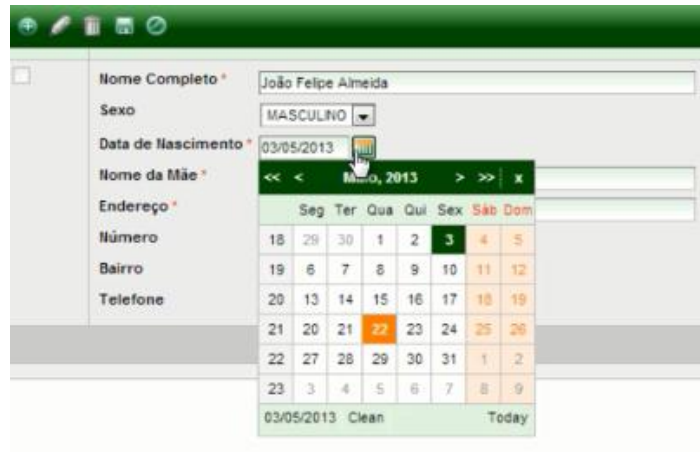 Nome Completo * João Felipe Almeida
Sexo MASCULINO
Data de Nascimento * 03/05/2013
Nome da Mãe *
<< < Maio, 2013 > >> x
Endereço *
Seg Ter Qua Qui Sex Sáb Dom
Número
18 29 30 1 2 3 4 5
Bairro
19 6 7 8 9 10 11 12
Telefone
20 13 14 15 16 17 18 19
21 20 21 22 23 24 25 26
22 27 28 29 30 31 1 2
23 3 4 5 6 7 8 9
03/05/2013 Clean Today